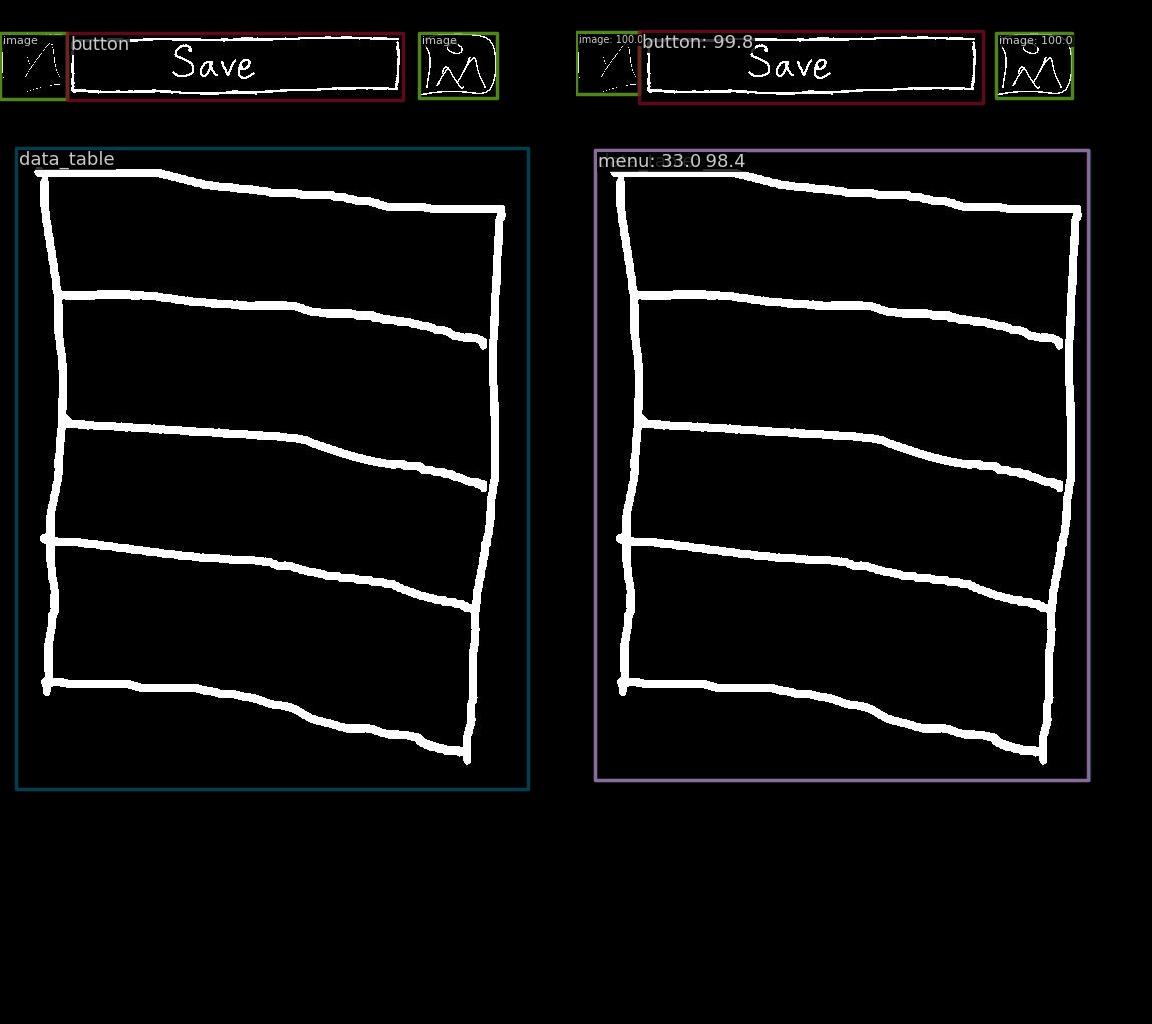 image
button
Save
image
image: 100.0
button: 99.8
Save
image: 100.0
data_table
menu: 33.0 98.4